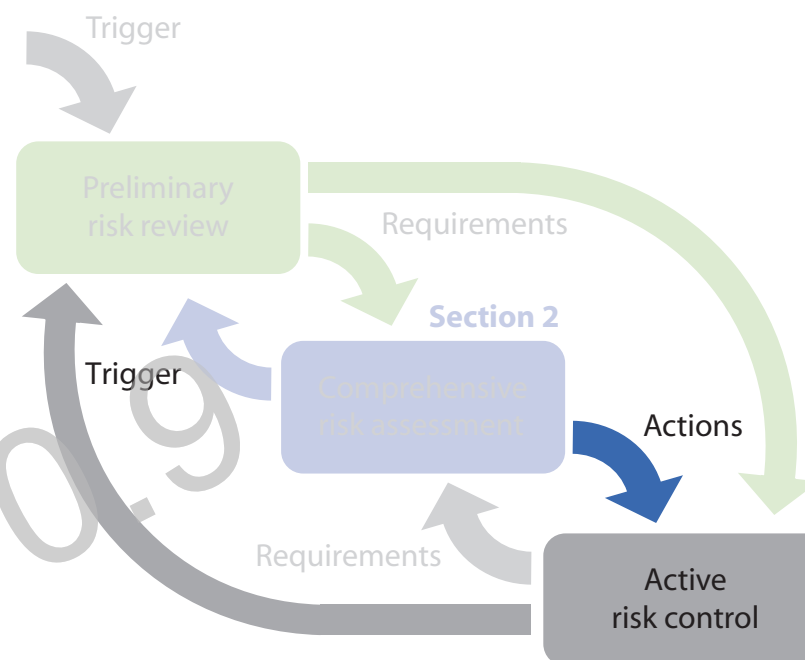 Trigger
Preliminary
risk review
Requirements
Section 2
Trigger
Comprehensive
risk assessment
Actions
0.9
Requirements
Active
risk control